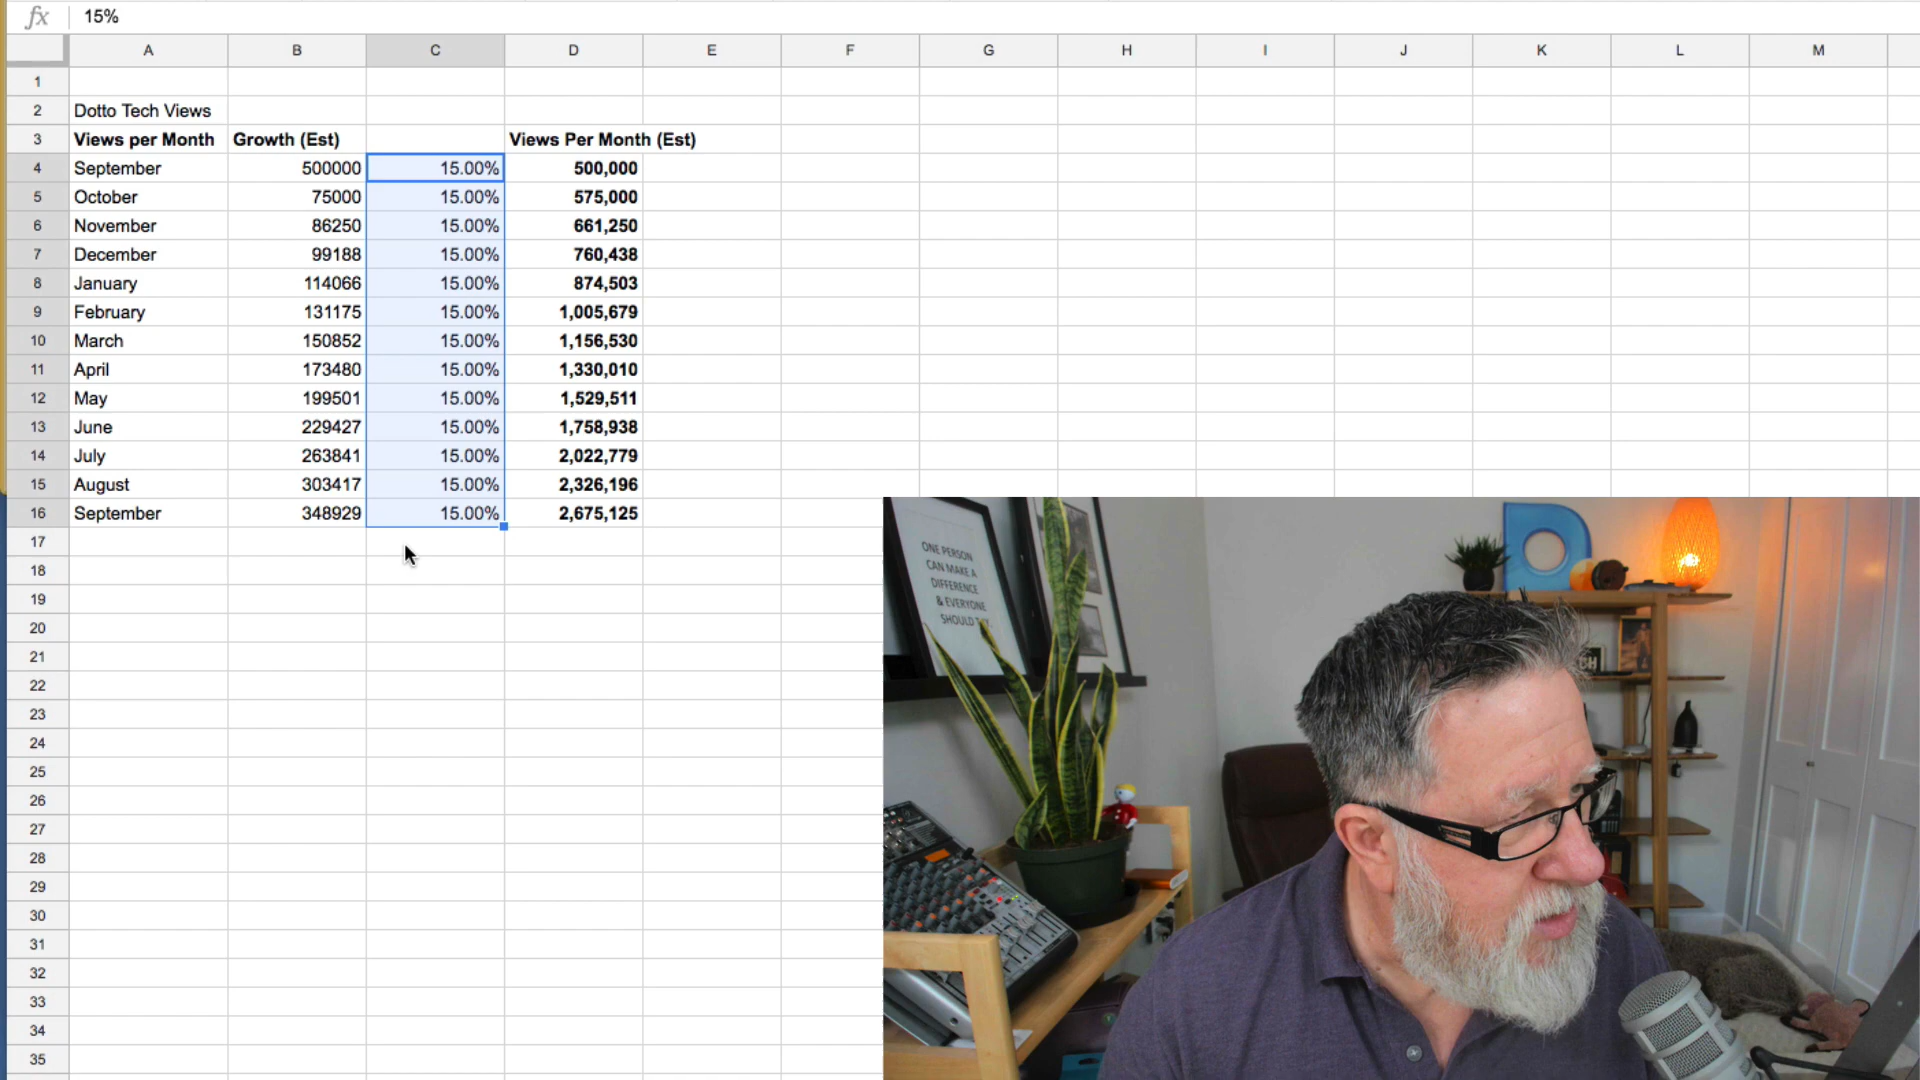 fx 15%
A B C D E F G H I J K L M
1
2 Dotto Tech Views
3 Views per Month Growth (Est) Views Per Month (Est)
4 September 500000 15.00% 500,000
5 October 75000 15.00% 575,000
6 November 86250 15.00% 661,250
7 December 99188 15.00% 760,438
8 January 114066 15.00% 874,503
9 February 131175 15.00% 1,005,679
10 March 150852 15.00% 1,156,530
11 April 173480 15.00% 1,330,010
12 May 199501 15.00% 1,529,511
13 June 229427 15.00% 1,758,938
14 July 263841 15.00% 2,022,779
15 August 303417 15.00% 2,326,196
16 September 348929 15.00% 2,675,125
17
18
19
20
21
22
23
24
25
26
27
28
29
30
31
32
33
34
35
ONE PERSON
CAN MAKE A
DIFFERENCE
& EVERYONE
SHOULD
D